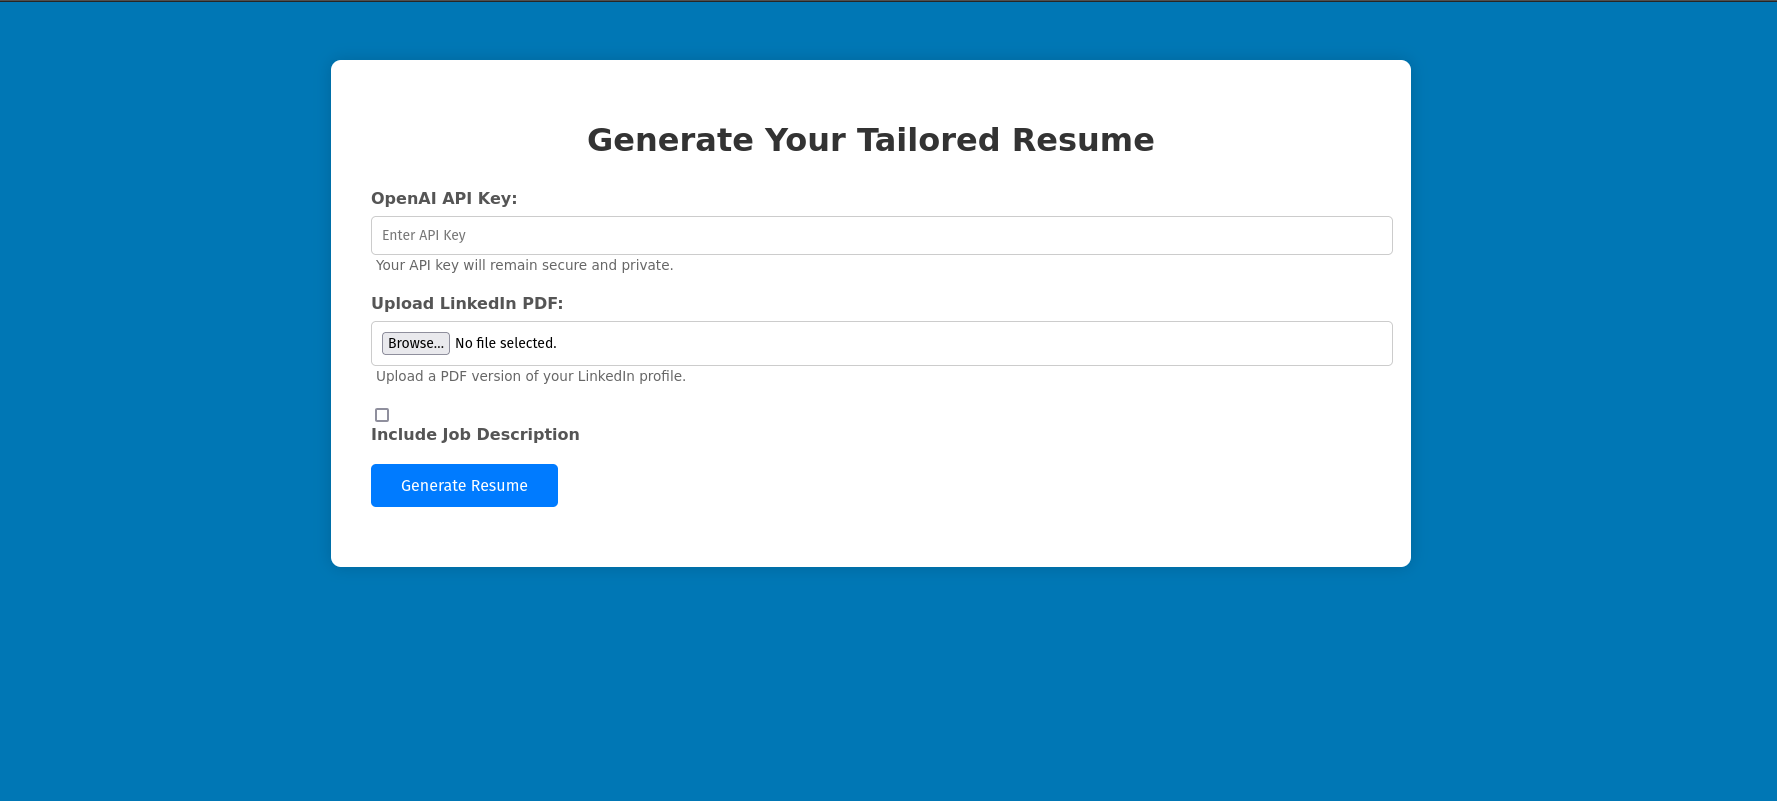 Generate Your Tailored Resume
OpenAI API Key:
Enter API Key
Your API key will remain secure and private.
Upload LinkedIn PDF:
Browse... No file selected.
Upload a PDF version of your LinkedIn profile.
Include Job Description
Generate Resume